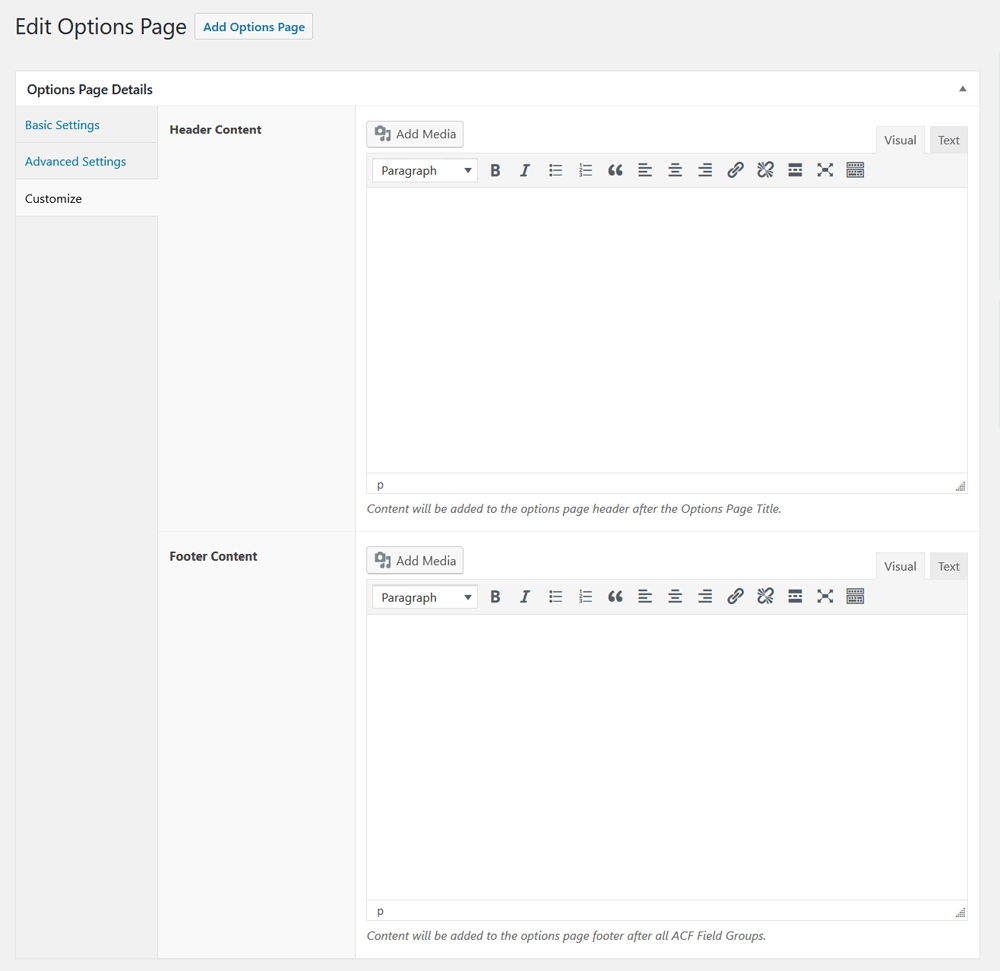 Edit Options Page Add Options Page
Options Page Details
Basic Settings
Advanced Settings
Customize
Header Content
Add Media
Visual Text
Paragraph B I
p
Content will be added to the options page header after the Options Page Title.
Footer Content
Add Media
Visual Text
Paragraph B I
p
Content will be added to the options page footer after all ACF Field Groups.